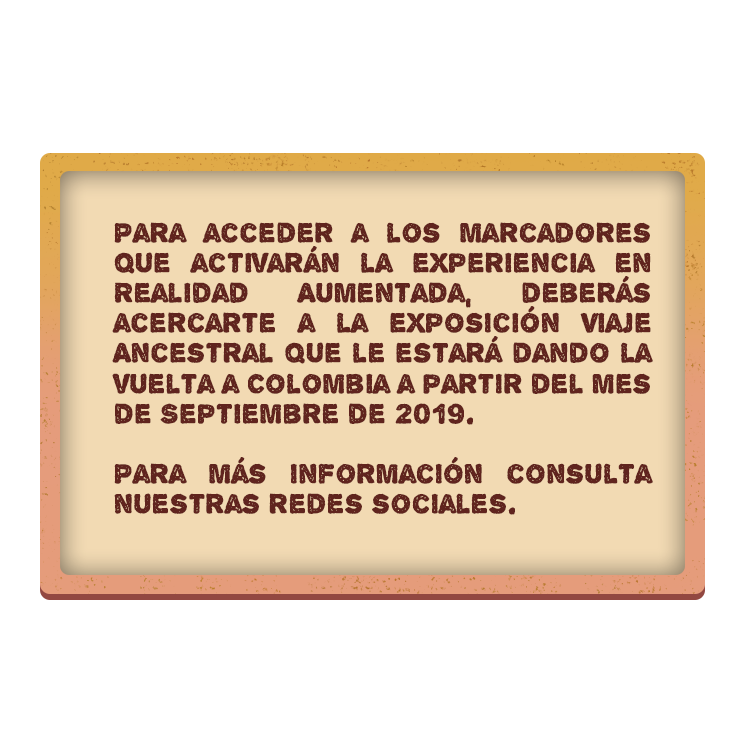 PARA ACCEDER A LOS MARCADORES
QUE ACTIVARÁN LA EXPERIENCIA EN
REALIDAD AUMENTADA, DEBERÁS
ACERCARTE A LA EXPOSICIÓN VIAJE
ANCESTRAL QUE LE ESTARÁ DANDO LA
VUELTA A COLOMBIA A PARTIR DEL MES
DE SEPTIEMBRE DE 2019.
PARA MÁS INFORMACIÓN CONSULTA
NUESTRAS REDES SOCIALES.